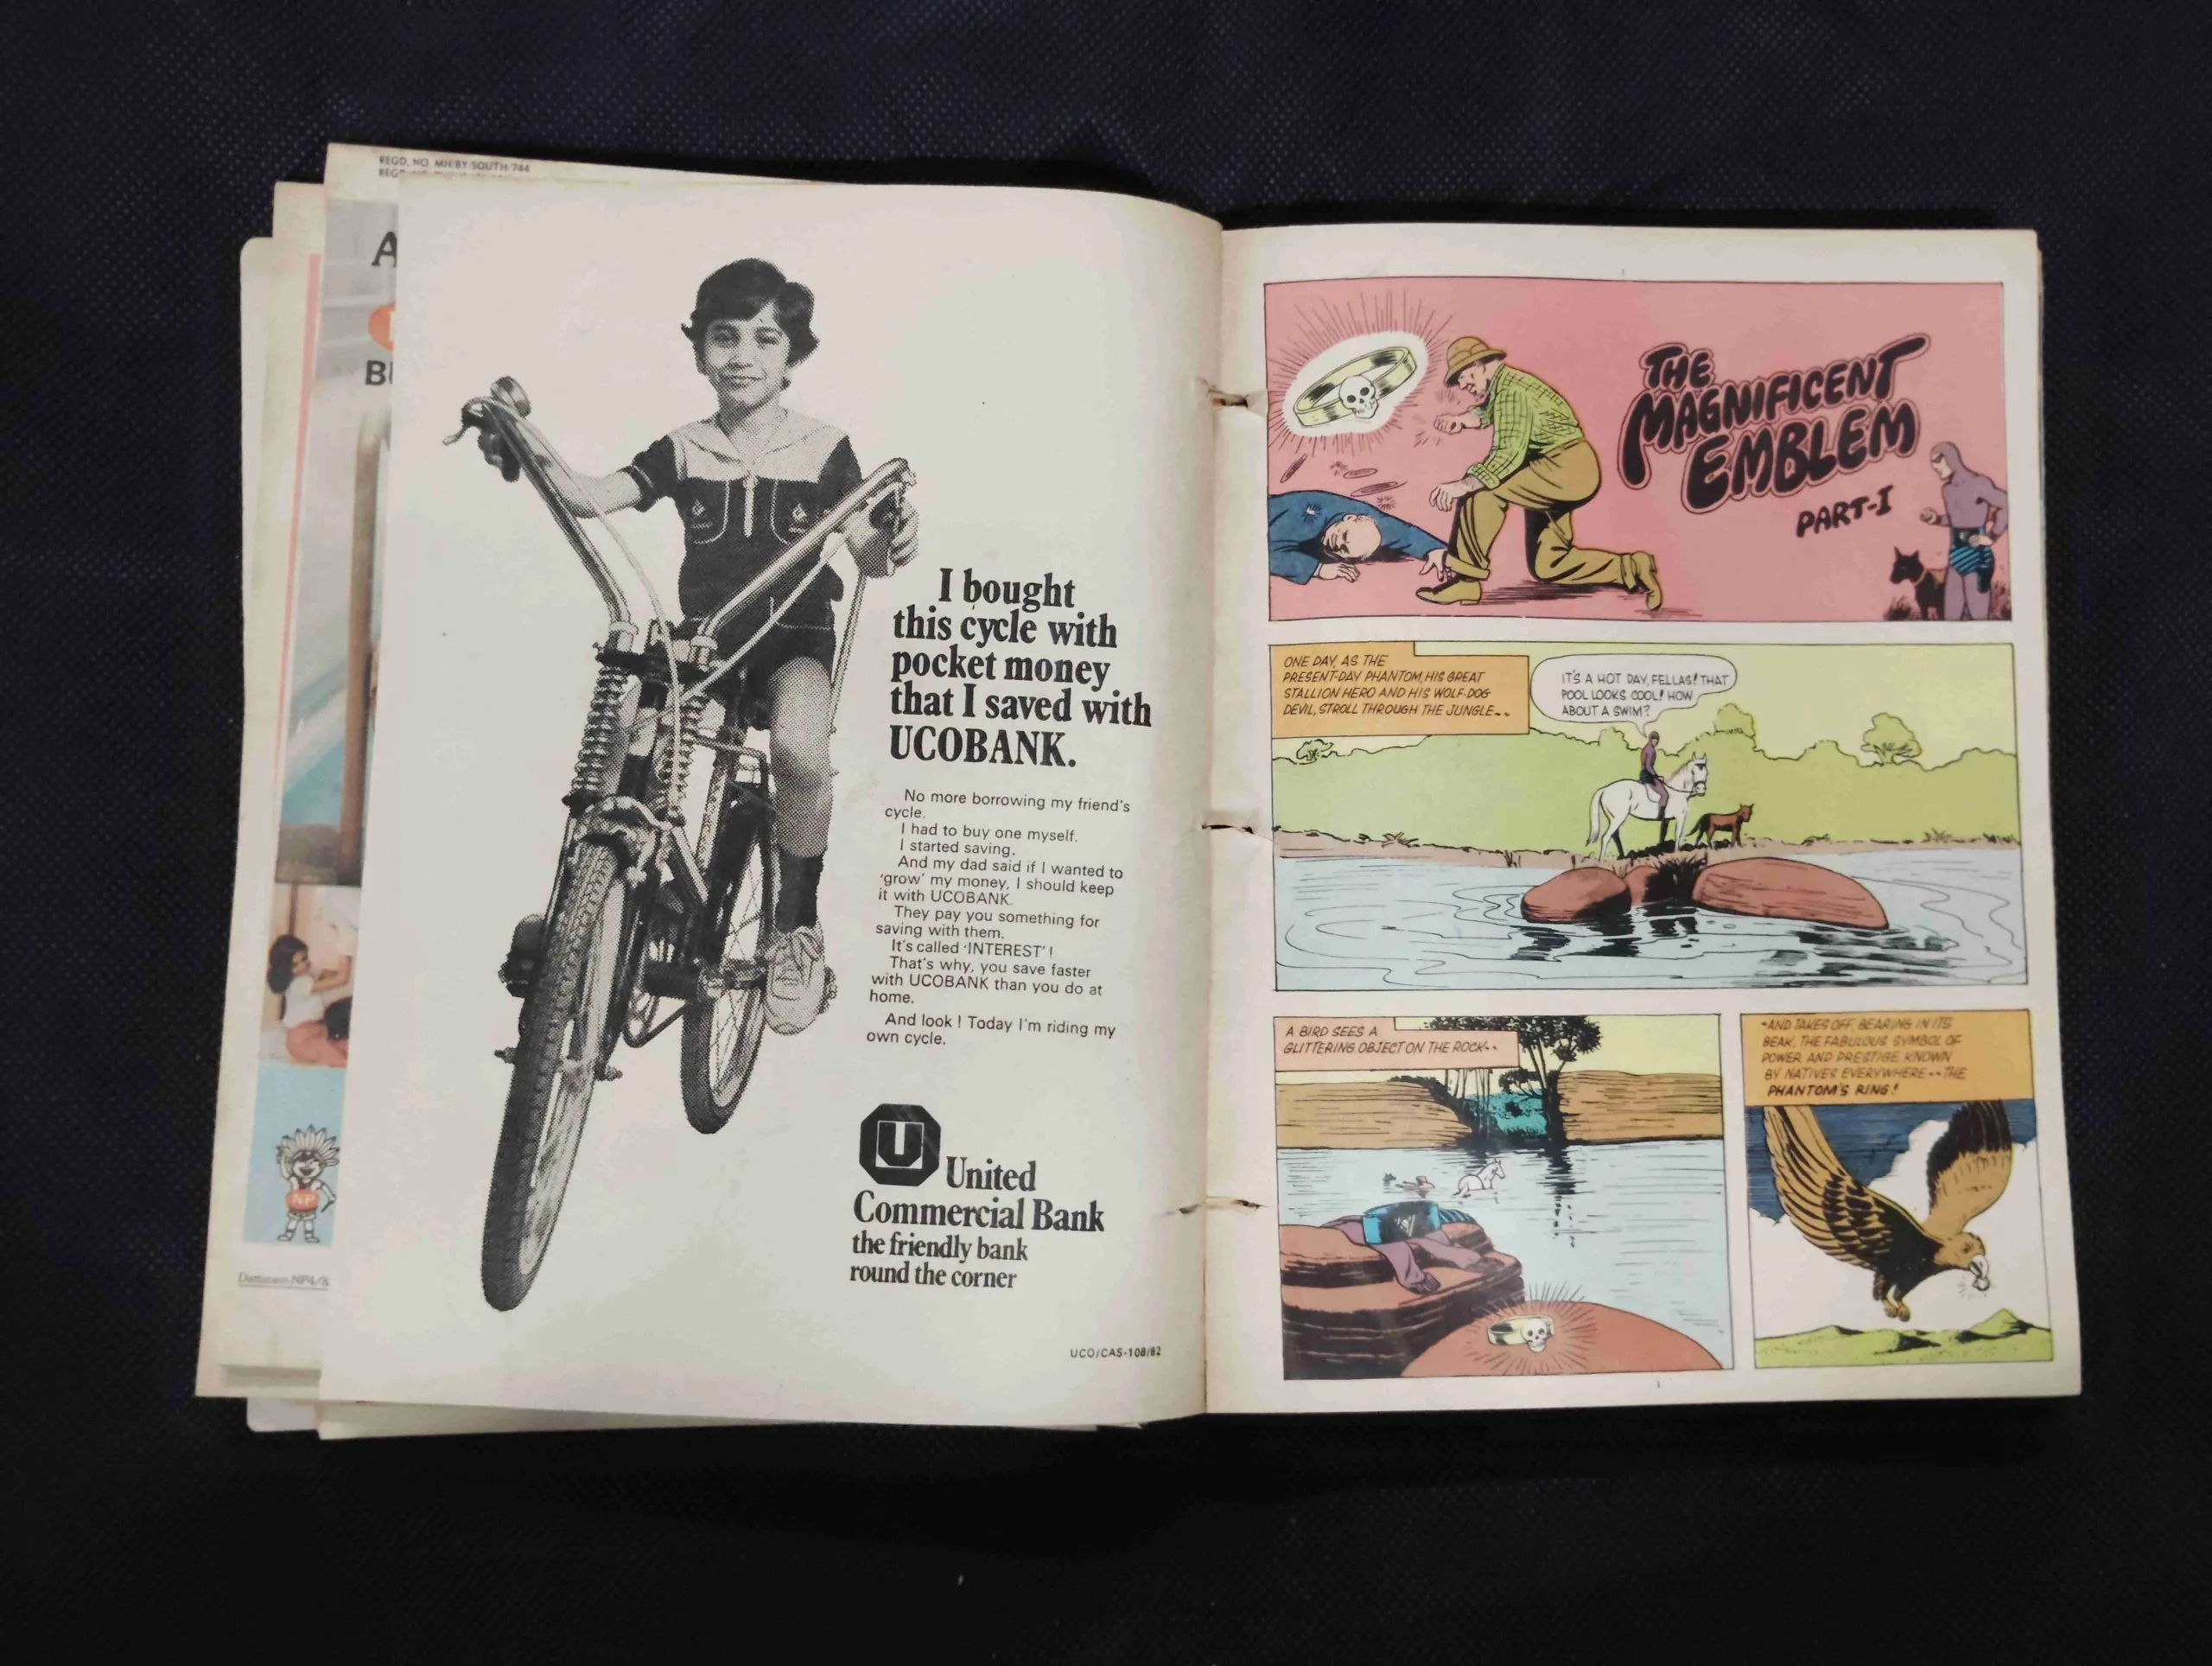 REGD. NO. MH BY SOUTH 744
A
BU
NP
I bought
this cycle with
pocket money
that I saved with
UCOBANK.
No more borrowing my friend's
cycle.
I had to buy one myself.
I started saving.
And my dad said if I wanted to
'grow' my money, I should keep
it with UCOBANK.
They pay you something for
saving with them.
It's called 'INTEREST'!
That's why, you save faster
with UCOBANK than you do at
home.
And look! Today I'm riding my
own cycle.
U
United
Commercial Bank
the friendly bank
round the corner
UCO/CAS-108/82
THE
MAGNIFICENT
EMBLEM
PART-I
ONE DAY, AS THE
PRESENT-DAY PHANTOM, HIS GREAT
STALLION HERO AND HIS WOLF-DOG
DEVIL, STROLL THROUGH THE JUNGLE--
IT'S A HOT DAY, FELLAS! THAT
POOL LOOKS COOL! HOW
ABOUT A SWIM?
A BIRD SEES A
GLITTERING OBJECT ON THE ROCK--
-AND TAKES OFF, BEARING IN ITS
BEAK, THE FABULOUS SYMBOL OF
POWER AND PRESTIGE KNOWN
BY NATIVES EVERYWHERE--THE
PHANTOM'S RING!
1